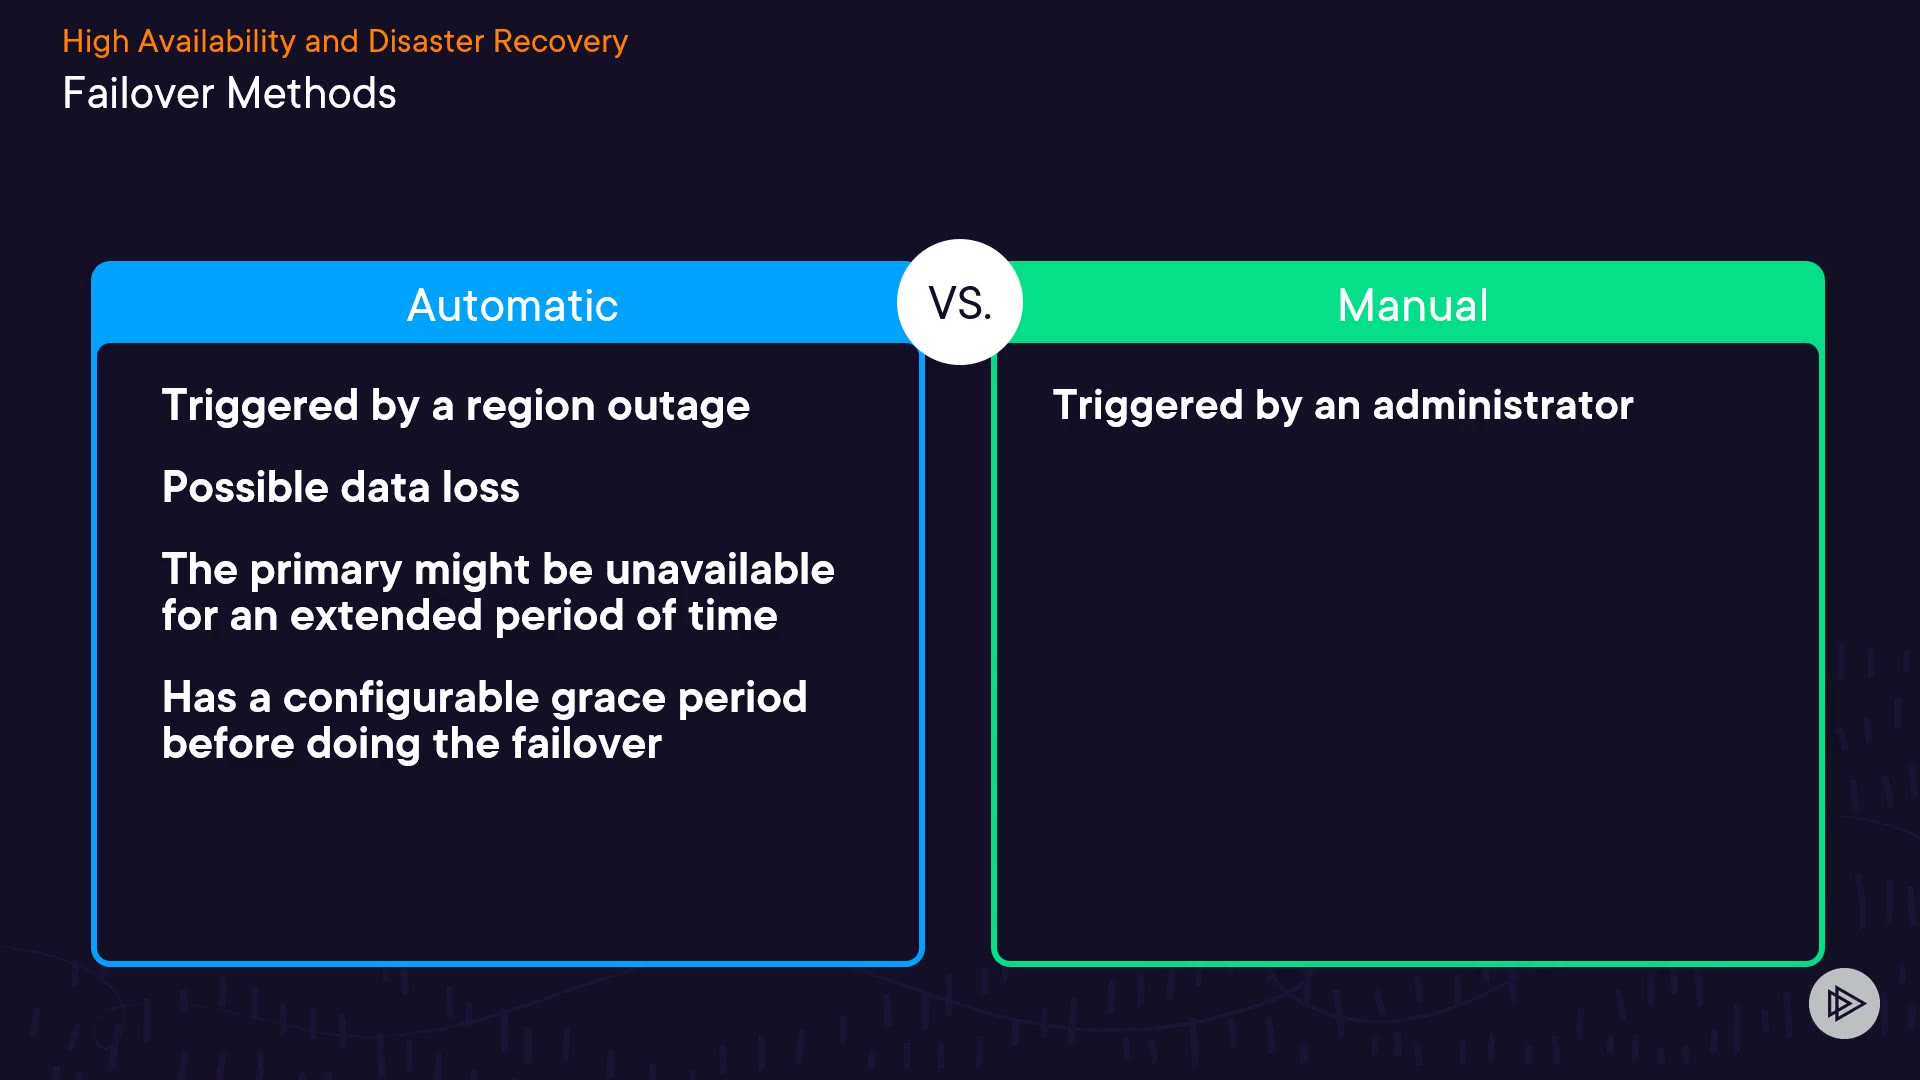 High Availability and Disaster Recovery
Failover Methods
Automatic
VS.
Manual
Triggered by a region outage
Possible data loss
The primary might be unavailable
for an extended period of time
Has a configurable grace period
before doing the failover
Triggered by an administrator